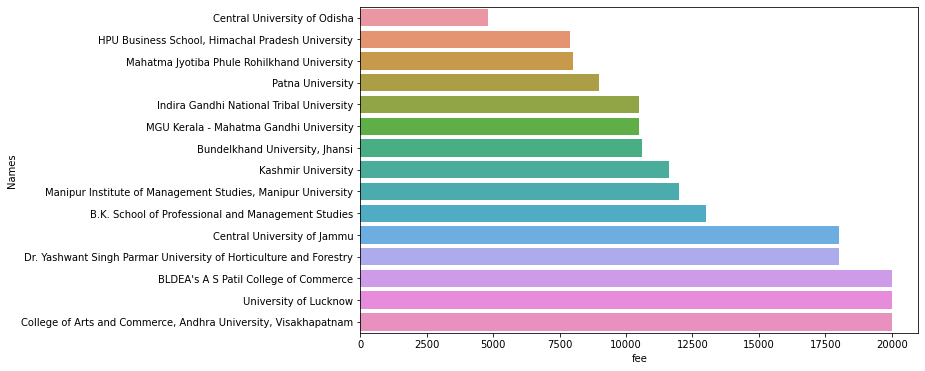 Central University of Odisha
HPU Business School, Himachal Pradesh University
Mahatma Jyotiba Phule Rohilkhand University
Patna University
Indira Gandhi National Tribal University
MGU Kerala - Mahatma Gandhi University
Bundelkhand University, Jhansi
Kashmir University
Names
Manipur Institute of Management Studies, Manipur University
B.K. School of Professional and Management Studies
Central University of Jammu
Dr. Yashwant Singh Parmar University of Horticulture and Forestry
BLDEA's A S Patil College of Commerce
University of Lucknow
College of Arts and Commerce, Andhra University, Visakhapatnam
0 2500 5000 7500 10000 12500 15000 17500 20000
fee